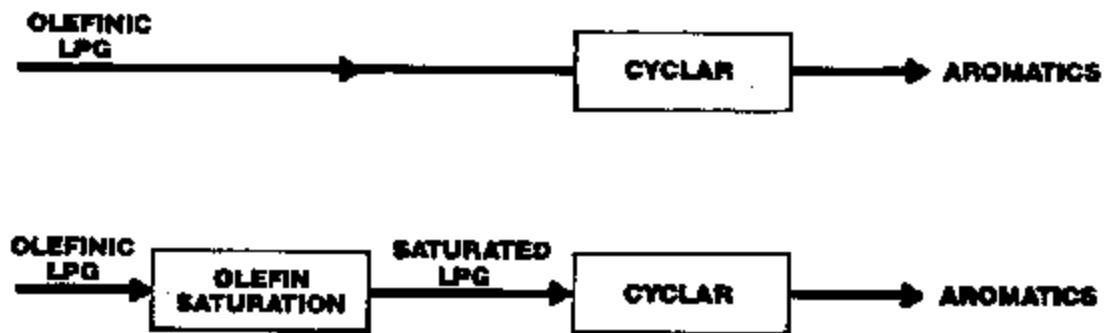 OLEFINIC
LPG
CYCLAR
AROMATICS
OLEFINIC
LPG
OLEFIN
SATURATION
SATURATED
LPG
CYCLAR
AROMATICS